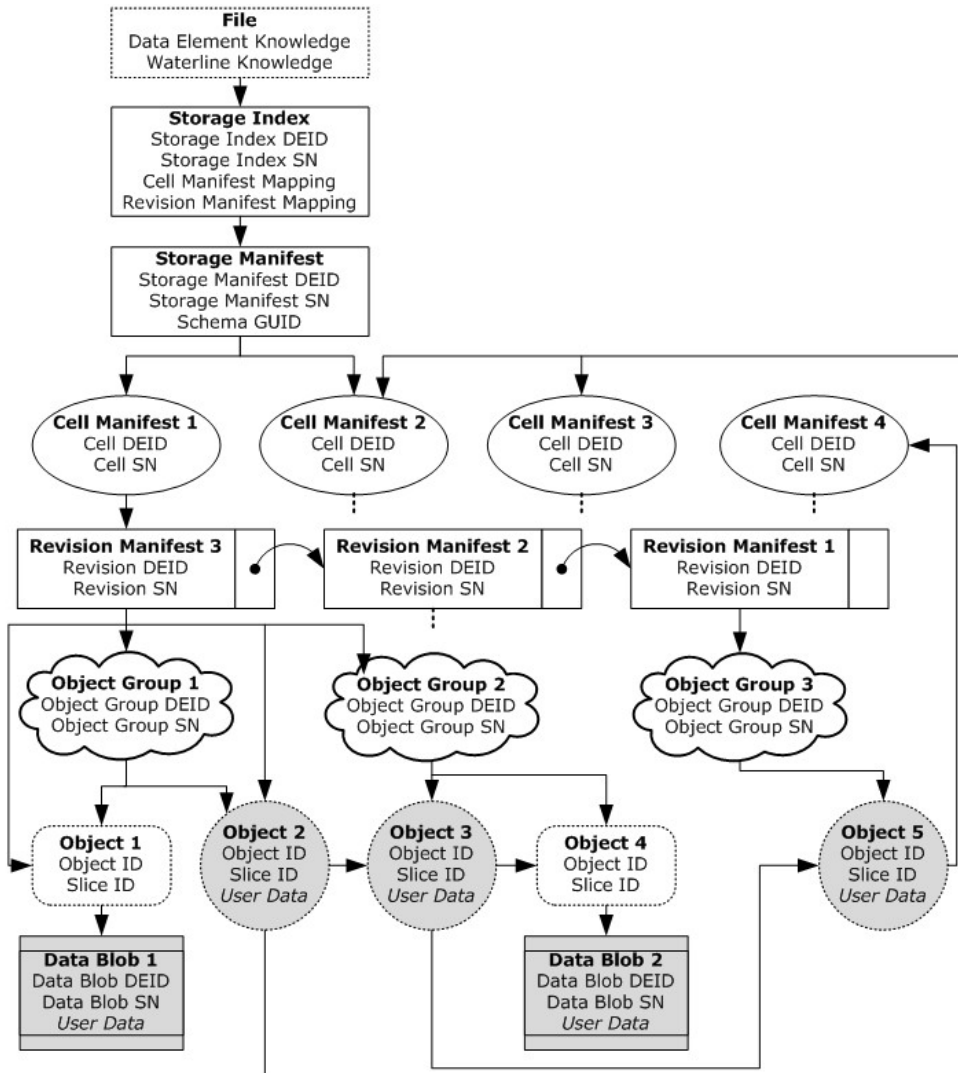 File
Data Element Knowledge
Waterline Knowledge
Storage Index
Storage Index DEID
Storage Index SN
Cell Manifest Mapping
Revision Manifest Mapping
Storage Manifest
Storage Manifest DEID
Storage Manifest SN
Schema GUID
Cell Manifest 1
Cell DEID
Cell SN
Cell Manifest 2
Cell DEID
Cell SN
Cell Manifest 3
Cell DEID
Cell SN
Cell Manifest 4
Cell DEID
Cell SN
Revision Manifest 3
Revision DEID
Revision SN
Revision Manifest 2
Revision DEID
Revision SN
Revision Manifest 1
Revision DEID
Revision SN
Object Group 1
Object Group DEID
Object Group SN
Object Group 2
Object Group DEID
Object Group SN
Object Group 3
Object Group DEID
Object Group SN
Object 1
Object ID
Slice ID
Object 2
Object ID
Slice ID
User Data
Object 3
Object ID
Slice ID
User Data
Object 4
Object ID
Slice ID
Object 5
Object ID
Slice ID
User Data
Data Blob 1
Data Blob DEID
Data Blob SN
User Data
Data Blob 2
Data Blob DEID
Data Blob SN
User Data